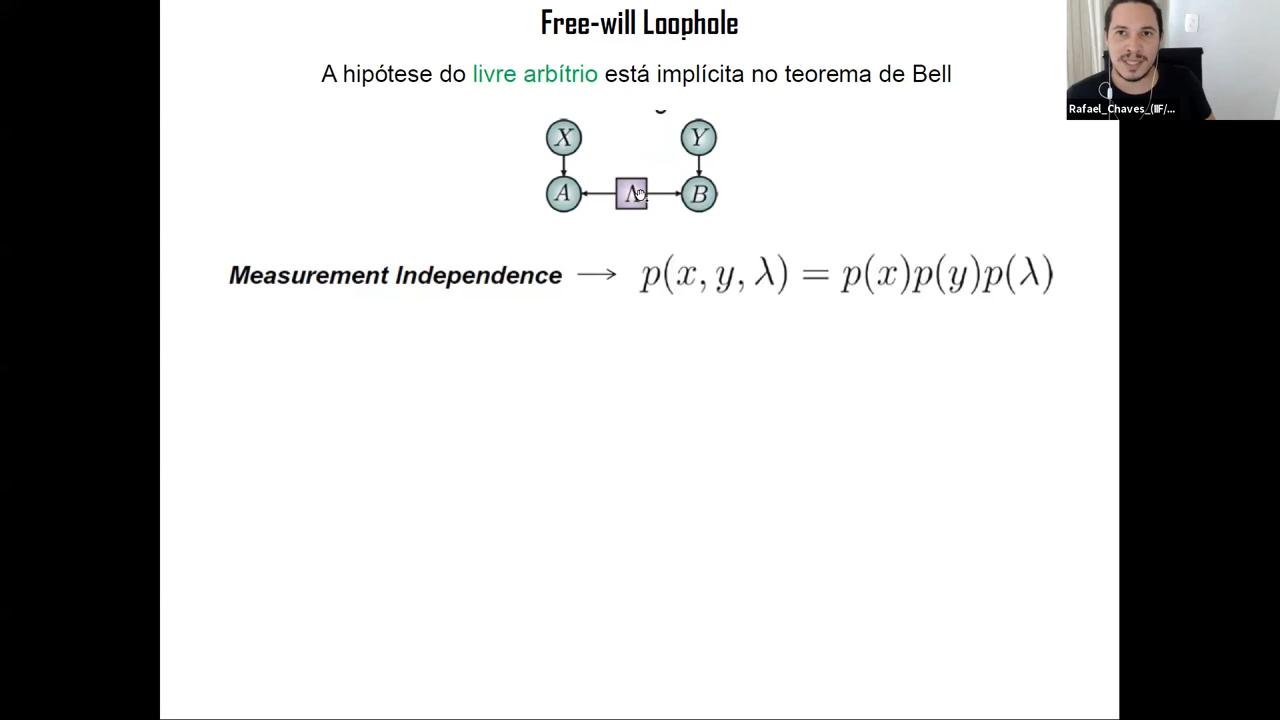 Free-will Loophole
A hipótese do livre arbítrio está implícita no teorema de Bell
Rafael_Chaves_(IIF/...
X Y
A Λ B
Measurement Independence → p(x, y, λ) = p(x)p(y)p(λ)